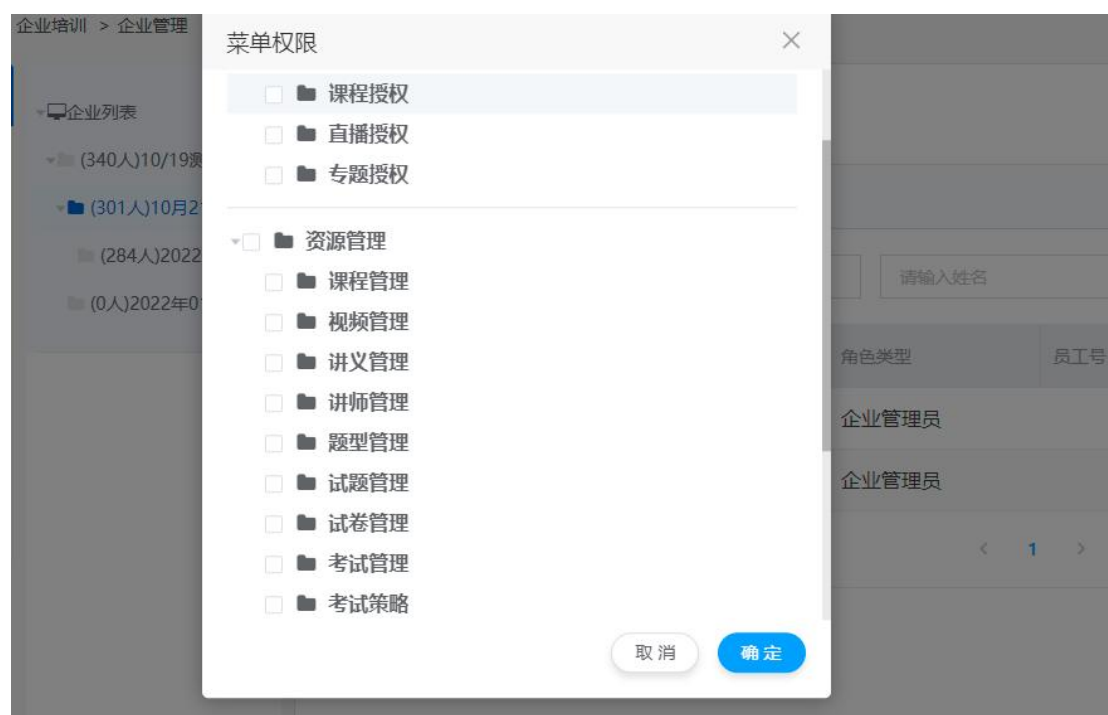 企业培训 > 企业管理
菜单权限
课程授权
直播授权
专题授权
资源管理
课程管理
视频管理
讲义管理
讲师管理
题型管理
试题管理
试卷管理
考试管理
考试策略
取消
确定
企业列表
(340人)10/19测
(301人)10月2
(284人)2022
(0人)2022年0
请输入姓名
角色类型 员工号
企业管理员
企业管理员
< 1 >